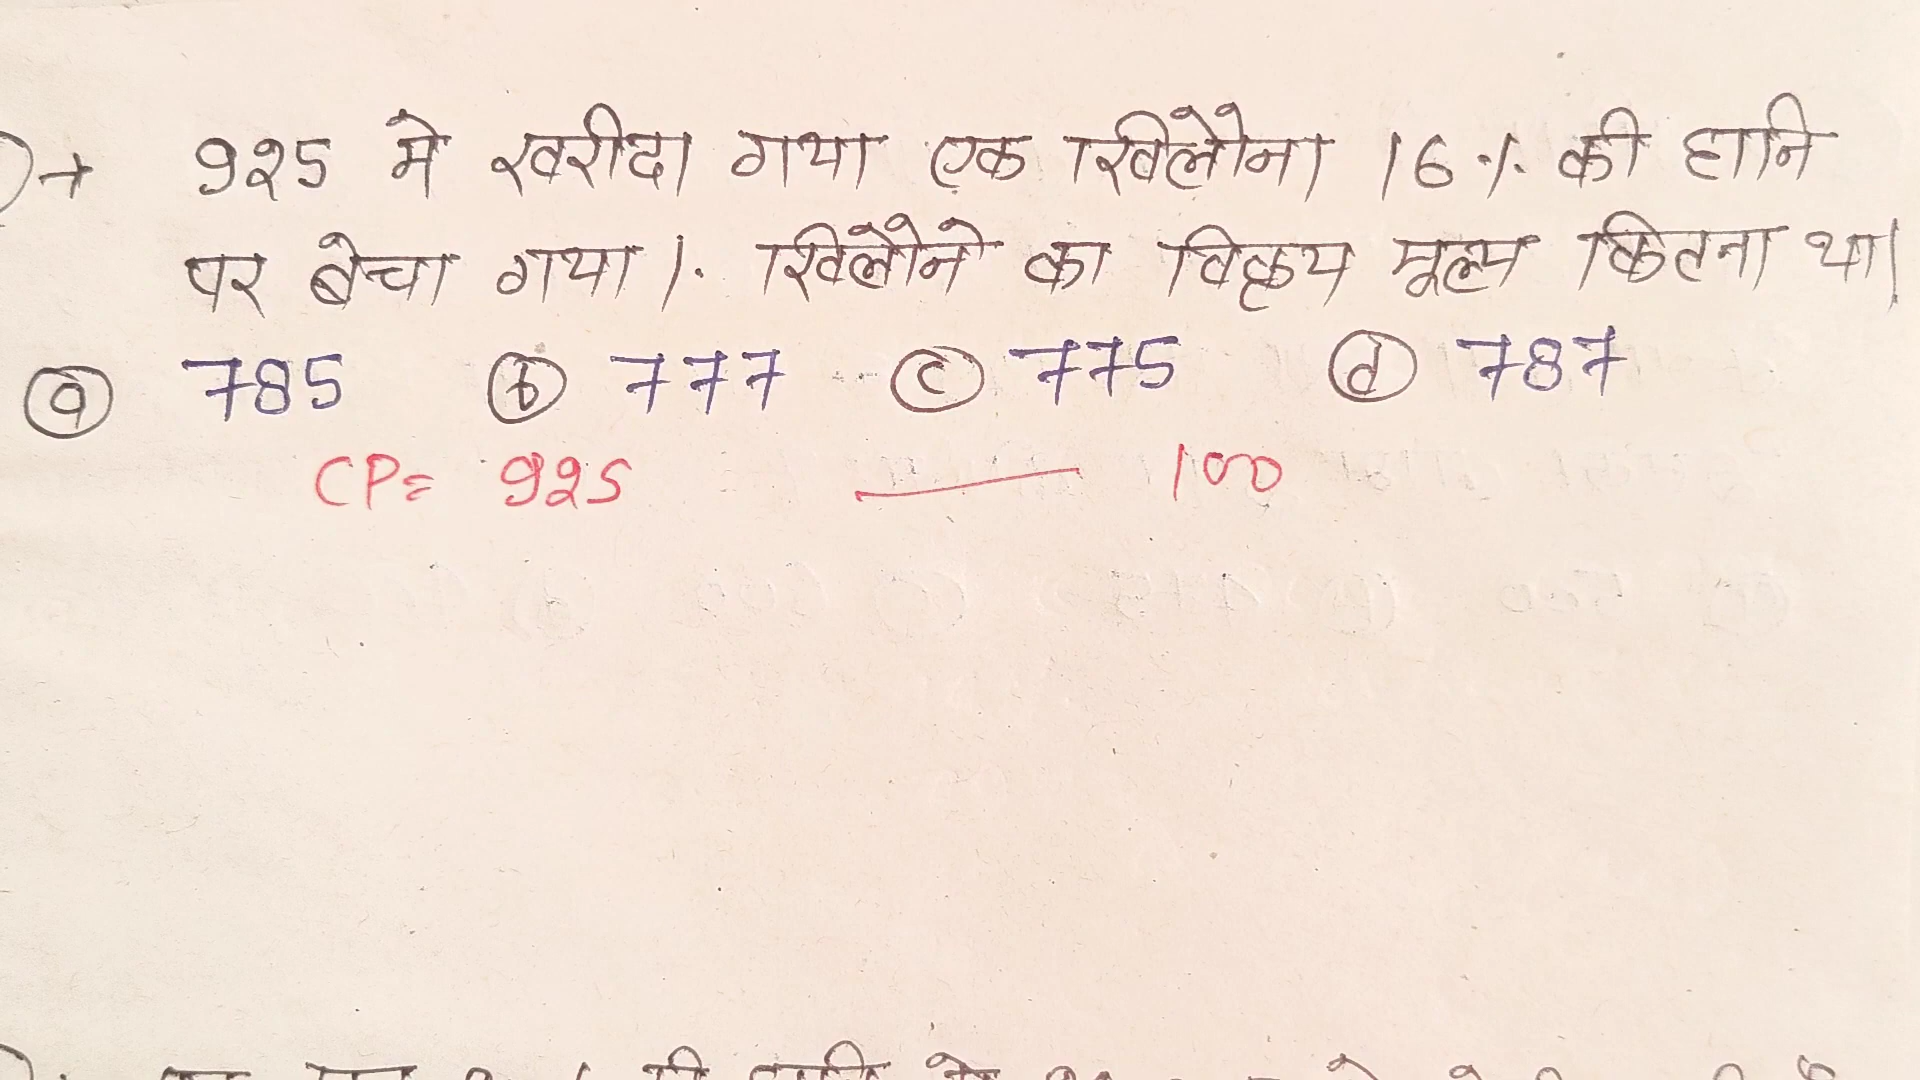 925 मे खरीदा गया एक खिलौना 16% की हानि
पर बेचा गया। खिलौने का विक्रय मूल्य कितना था।
ⓐ 785 ⓑ 777 ⓒ 775 ⓓ 787
CP= 925 — 100